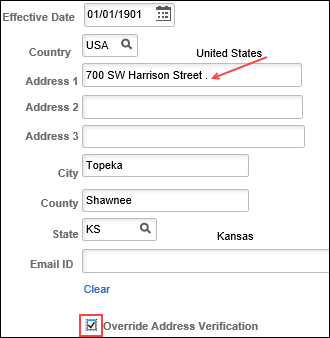 Effective Date 01/01/1901
Country USA United States
Address 1 700 SW Harrison Street .
Address 2
Address 3
City Topeka
County Shawnee
State KS Kansas
Email ID
Clear
Override Address Verification